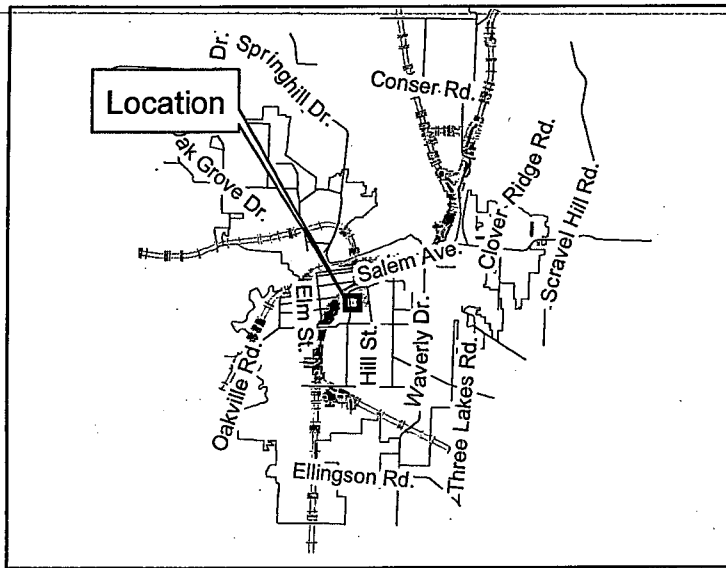 Dr.
Springhill Dr.
Conser Rd.
Location
ak Grove Dr.
Clover Ridge Rd.
Scravel Hill Rd.
Salem Ave.
Elm St.
Hill St.
Waverly Dr.
Three Lakes Rd.
Oakville Rd.
Ellingson Rd.